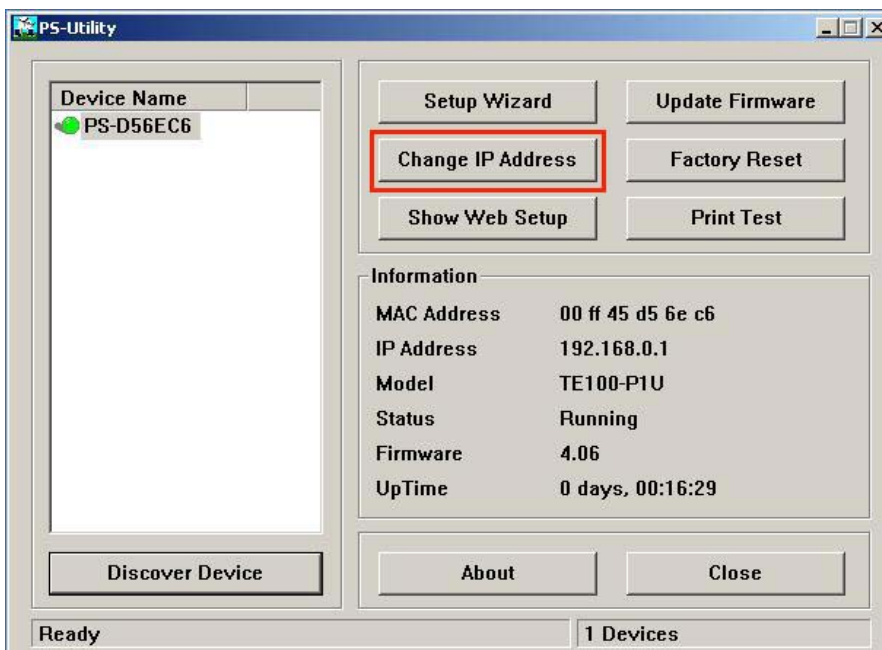 PS-Utility
Device Name
PS-D56EC6
Discover Device
Setup Wizard
Update Firmware
Change IP Address
Factory Reset
Show Web Setup
Print Test
Information
MAC Address 00 ff 45 d5 6e c6
IP Address 192.168.0.1
Model TE100-P1U
Status Running
Firmware 4.06
UpTime 0 days, 00:16:29
About
Close
Ready
1 Devices